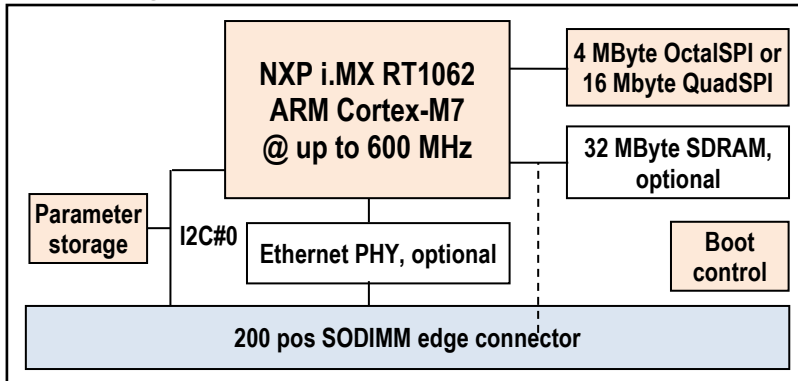 NXP i.MX RT1062
ARM Cortex-M7
@ up to 600 MHz
4 MByte OctalSPI or
16 Mbyte QuadSPI
32 MByte SDRAM,
optional
Parameter
storage
I2C#0
Ethernet PHY, optional
Boot
control
200 pos SODIMM edge connector